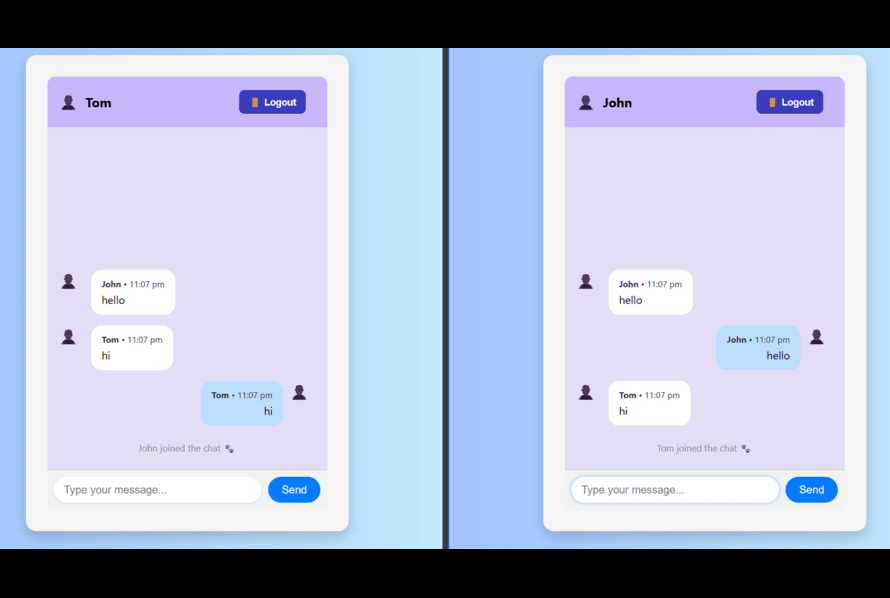 Tom
Logout
John • 11:07 pm
hello
Tom • 11:07 pm
hi
Tom • 11:07 pm
hi
John joined the chat
Type your message...
Send
John
Logout
John • 11:07 pm
hello
John • 11:07 pm
hello
Tom • 11:07 pm
hi
Tom joined the chat
Type your message...
Send